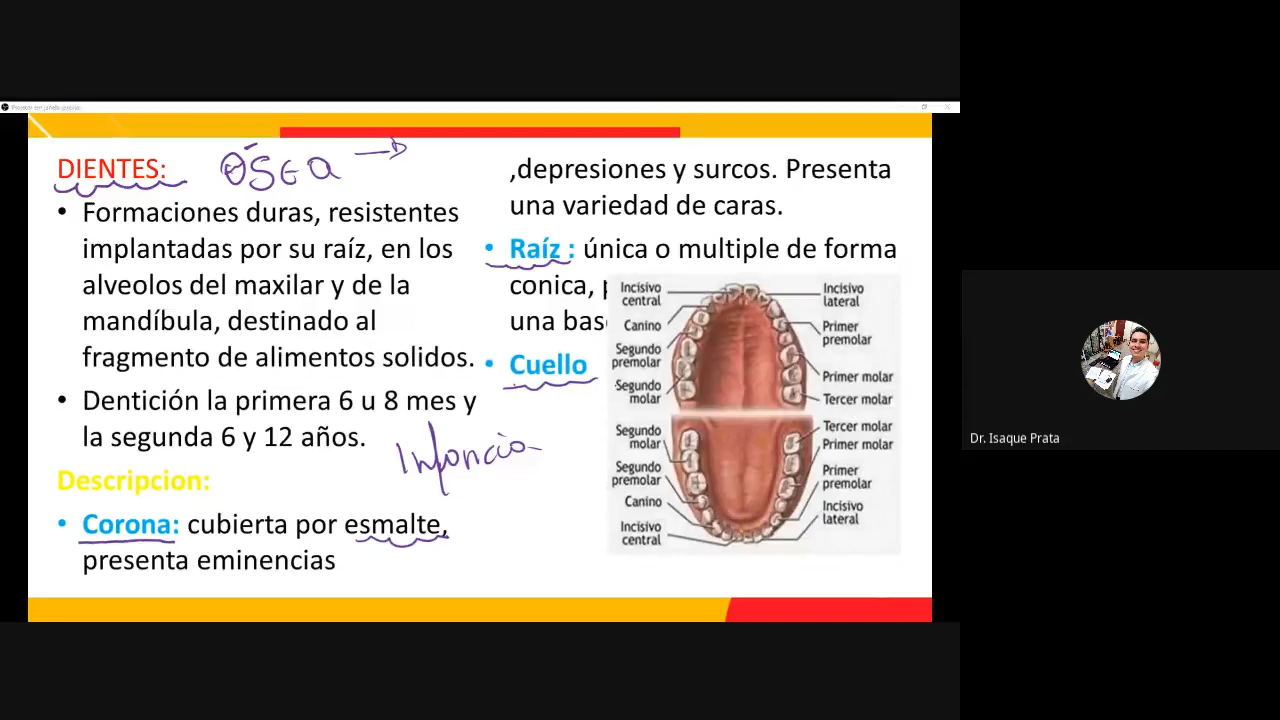 DIENTES:
ÓSEA
• Formaciones duras, resistentes
implantadas por su raíz, en los
alveolos del maxilar y de la
mandíbula, destinado al
fragmento de alimentos solidos.
• Dentición la primera 6 u 8 mes y
la segunda 6 y 12 años.
Infancia
Descripcion:
• Corona: cubierta por esmalte,
presenta eminencias
,depresiones y surcos. Presenta
una variedad de caras.
• Raíz : única o multiple de forma
conica,
una
• Cuello
Incisivo
central
Canino
Segundo
premolar
Segundo
molar
Incisivo
lateral
Primer
premolar
Primer molar
Tercer molar
Segundo
molar
Segundo
premolar
Canino
Incisivo
central
Tercer molar
Primer molar
Primer
premolar
Incisivo
lateral
Dr. Isaque Prata